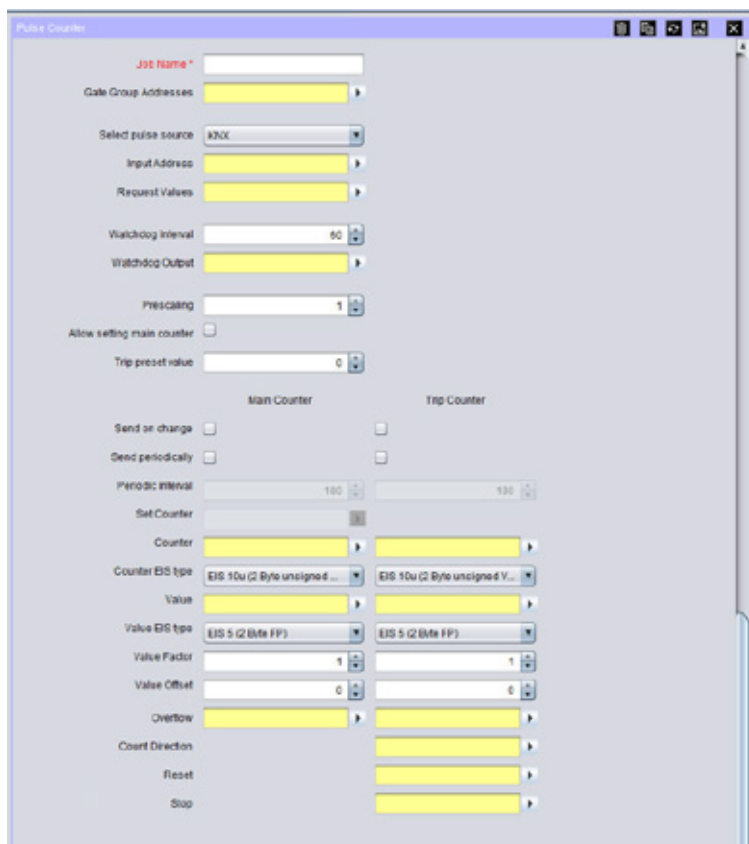 Pulse Counter
Job Name *
Gate Group Addresses
Select pulse source KNX
Input Address
Request Values
Watchdog Interval 60
Watchdog Output
Prescaling 1
Allow setting main counter
Trip preset value 0
Main Counter Trip Counter
Send on change
Send periodically
Periodic Interval 180 180
Set Counter
Counter
Counter EIS type EIS 10u (2 Byte unsigned ... EIS 10u (2 Byte unsigned V...
Value
Value EIS type EIS 5 (2 Byte FP) EIS 5 (2 Byte FP)
Value Factor 1 1
Value Offset 0 0
Overflow
Count Direction
Reset
Stop